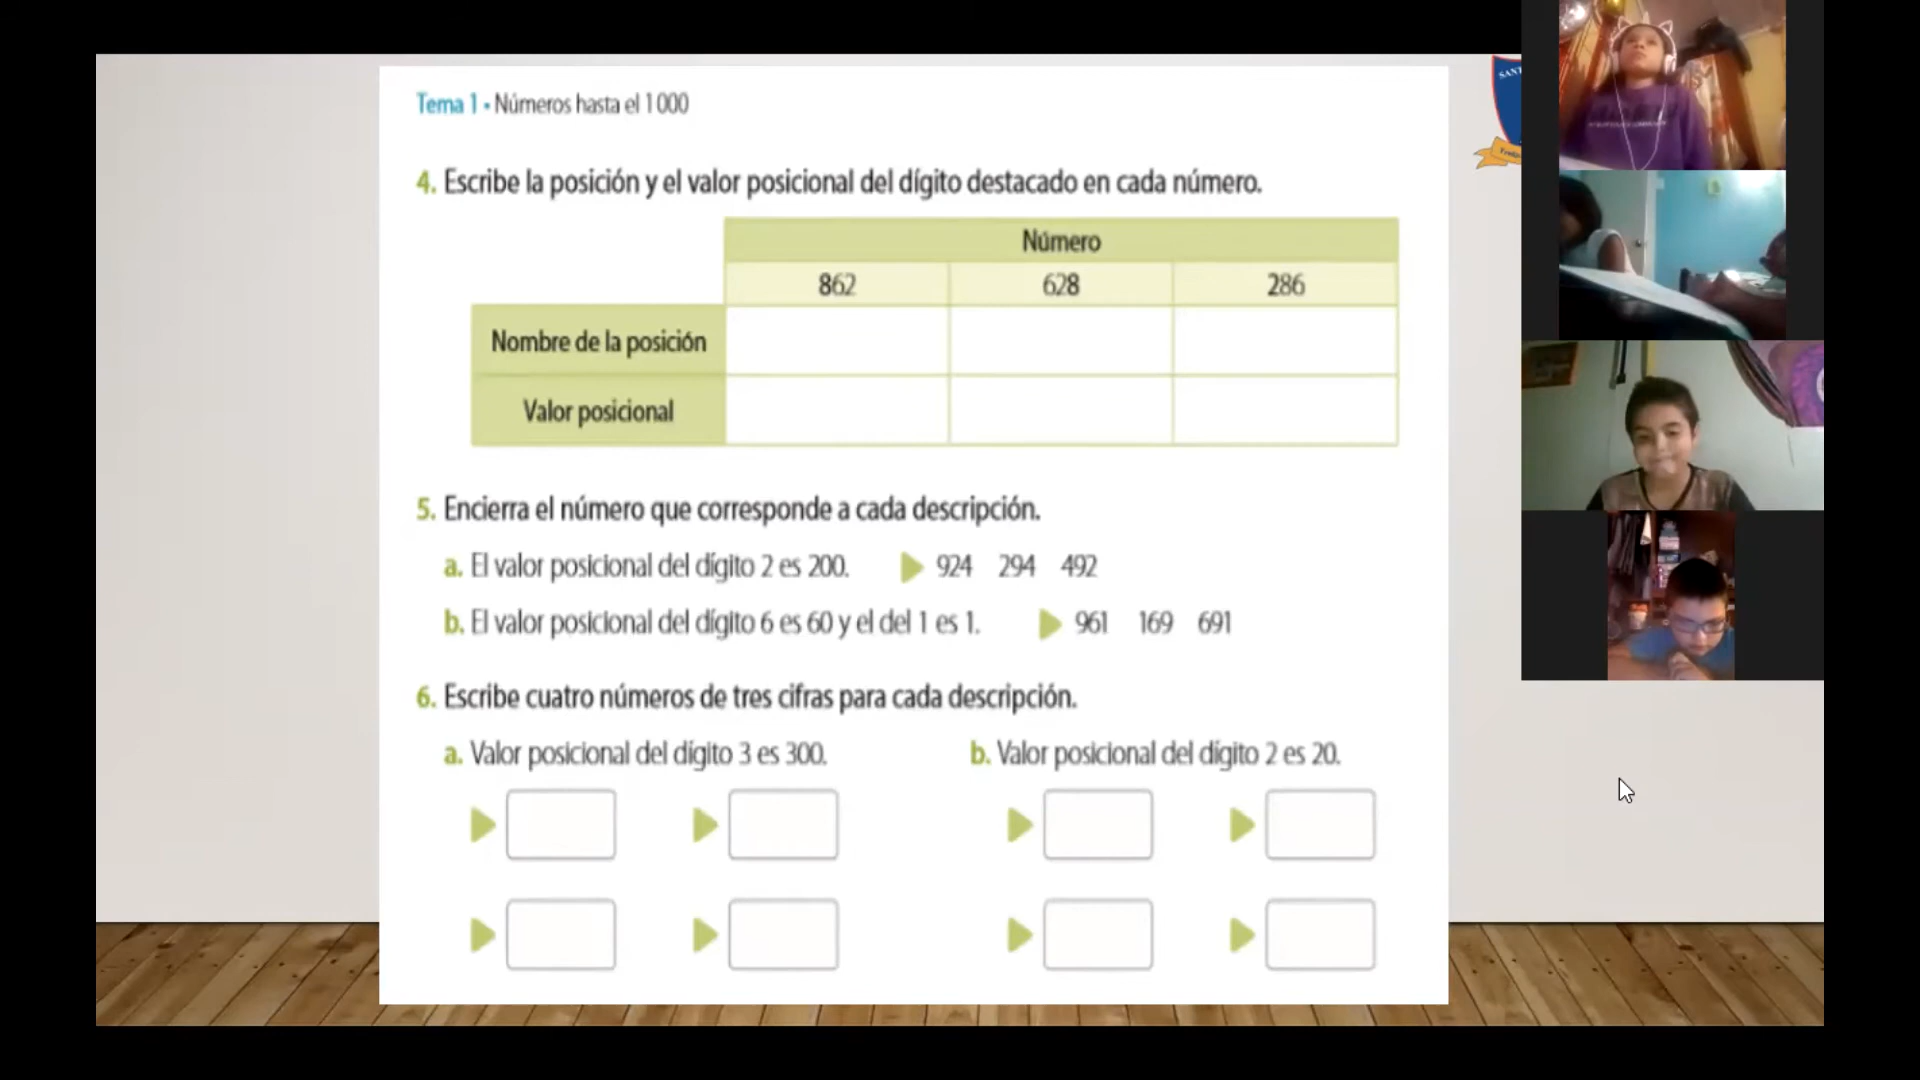 Tema 1 • Números hasta el 1 000
4. Escribe la posición y el valor posicional del dígito destacado en cada número.
Número
862 628 286
Nombre de la posición
Valor posicional
5. Encierra el número que corresponde a cada descripción.
a. El valor posicional del dígito 2 es 200. 924 294 492
b. El valor posicional del dígito 6 es 60 y el del 1 es 1. 961 169 691
6. Escribe cuatro números de tres cifras para cada descripción.
a. Valor posicional del dígito 3 es 300. b. Valor posicional del dígito 2 es 20.